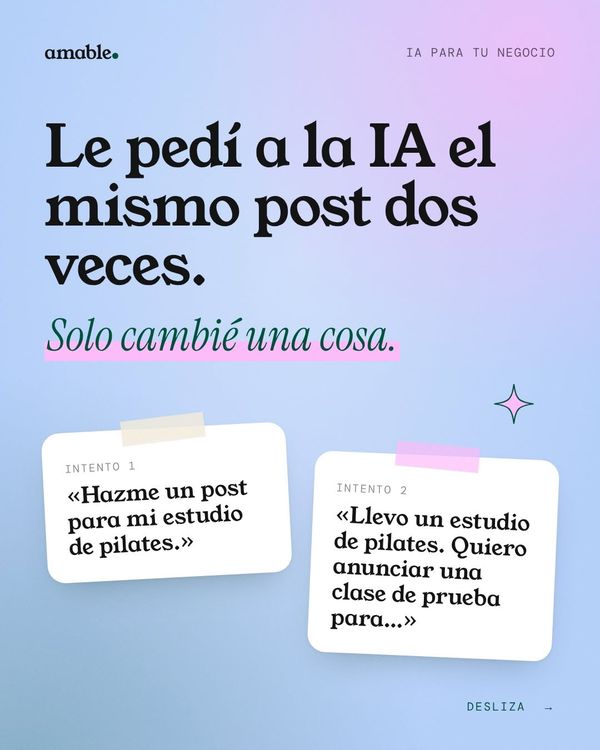 amable.
IA PARA TU NEGOCIO
Le pedí a la IA el
mismo post dos
veces.
Solo cambié una cosa.
INTENTO 1
«Hazme un post
para mi estudio
de pilates.»
INTENTO 2
«Llevo un estudio
de pilates. Quiero
anunciar una
clase de prueba
para...»
DESLIZA →